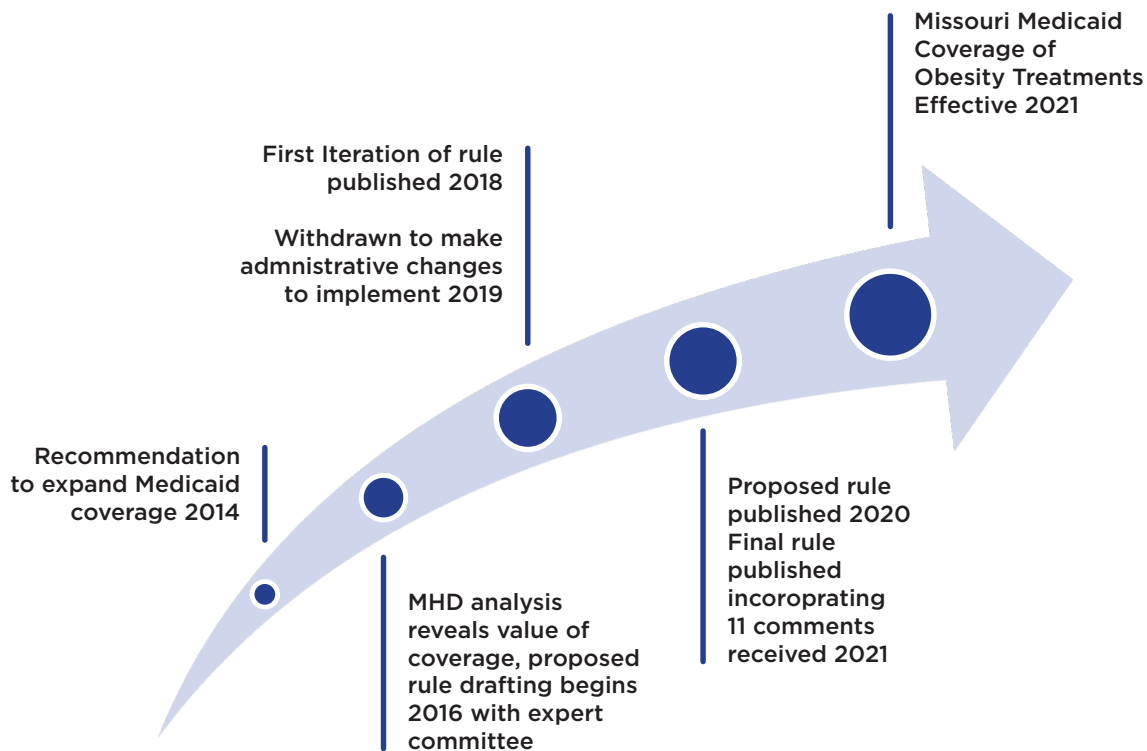 Recommendation
to expand Medicaid
coverage 2014
MHD analysis
reveals value of
coverage, proposed
rule drafting begins
2016 with expert
committee
First Iteration of rule
published 2018
Withdrawn to make
admnistrative changes
to implement 2019
Proposed rule
published 2020
Final rule
published
incoroprating
11 comments
received 2021
Missouri Medicaid
Coverage of
Obesity Treatments
Effective 2021